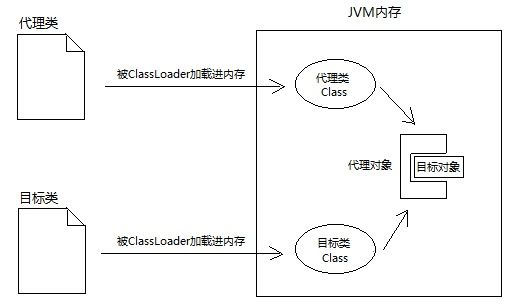 JVM内存
代理类
被ClassLoader加载进内存
代理类
Class
代理对象
目标对象
目标类
被ClassLoader加载进内存
目标类
Class